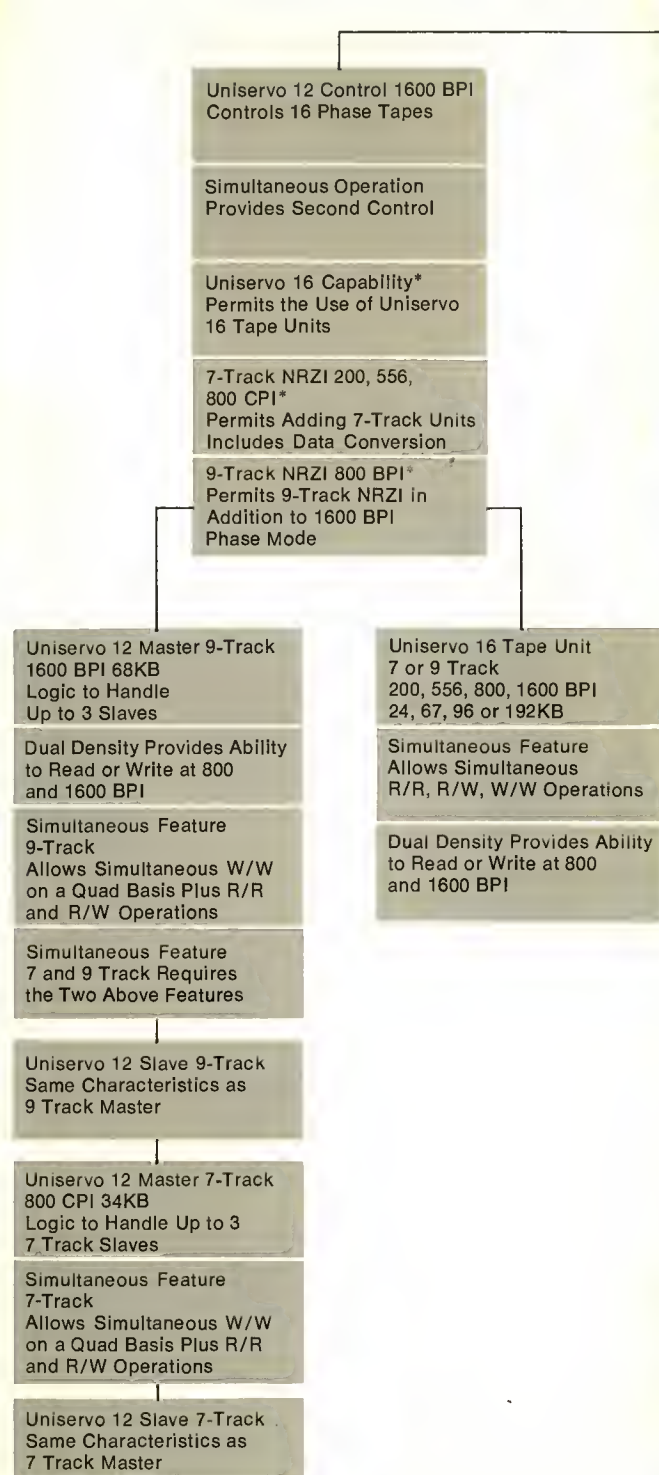 Uniservo 12 Control 1600 BPI
Controls 16 Phase Tapes
Simultaneous Operation
Provides Second Control
Uniservo 16 Capability*
Permits the Use of Uniservo
16 Tape Units
7-Track NRZI 200, 556,
800 CPI*
Permits Adding 7-Track Units
Includes Data Conversion
9-Track NRZI 800 BPI*
Permits 9-Track NRZI in
Addition to 1600 BPI
Phase Mode
Uniservo 12 Master 9-Track
1600 BPI 68KB
Logic to Handle
Up to 3 Slaves
Dual Density Provides Ability
to Read or Write at 800
and 1600 BPI
Simultaneous Feature
9-Track
Allows Simultaneous W/W
on a Quad Basis Plus R/R
and R/W Operations
Simultaneous Feature
7 and 9 Track Requires
the Two Above Features
Uniservo 12 Slave 9-Track
Same Characteristics as
9 Track Master
Uniservo 12 Master 7-Track
800 CPI 34KB
Logic to Handle Up to 3
7 Track Slaves
Simultaneous Feature
7-Track
Allows Simultaneous W/W
on a Quad Basis Plus R/R
and R/W Operations
Uniservo 12 Slave 7-Track
Same Characteristics as
7 Track Master
Uniservo 16 Tape Unit
7 or 9 Track
200, 556, 800, 1600 BPI
24, 67, 96 or 192KB
Simultaneous Feature
Allows Simultaneous
R/R, R/W, W/W Operations
Dual Density Provides Ability
to Read or Write at 800
and 1600 BPI